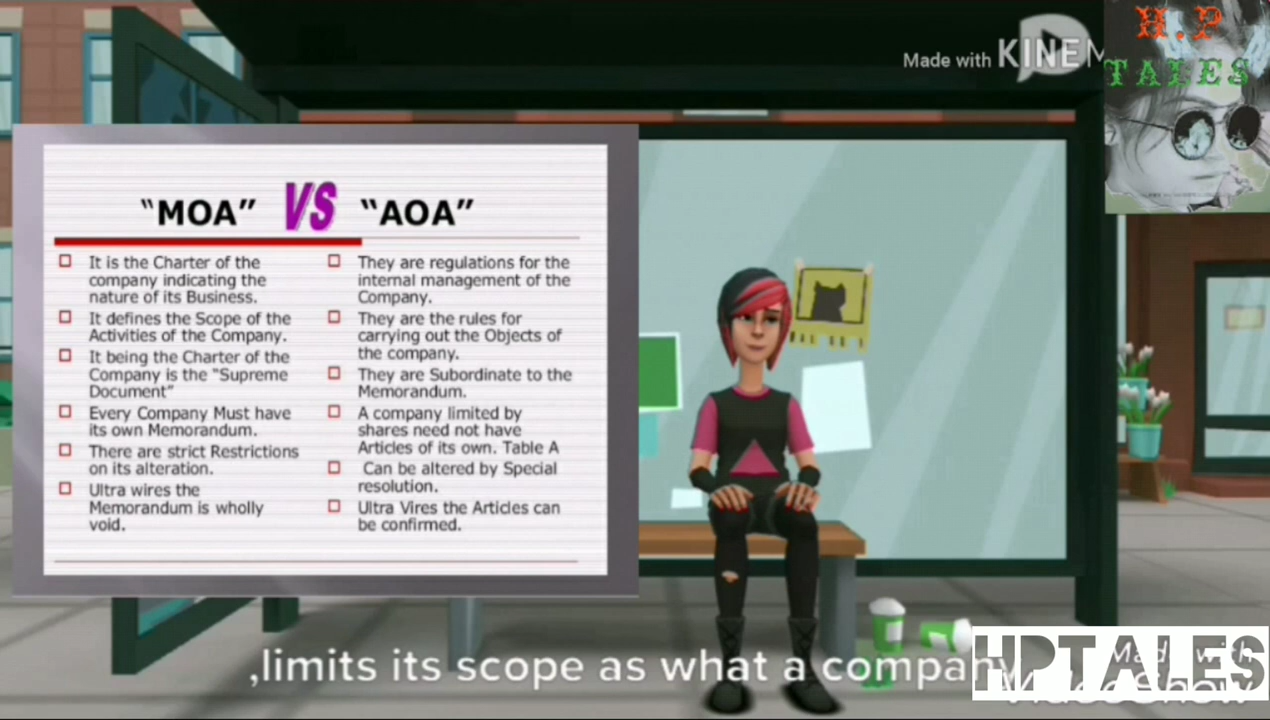 H.P
TALES
Made with KINEM
“MOA” VS “AOA”
It is the Charter of the
company indicating the
nature of its Business.
It defines the Scope of the
Activities of the Company.
It being the Charter of the
Company is the “Supreme
Document”
Every Company Must have
its own Memorandum.
There are strict Restrictions
on its alteration.
Ultra wires the
Memorandum is wholly
void.
They are regulations for the
internal management of the
Company.
They are the rules for
carrying out the Objects of
the company.
They are Subordinate to the
Memorandum.
A company limited by
shares need not have
Articles of its own. Table A
Can be altered by Special
resolution.
Ultra Vires the Articles can
be confirmed.
,limits its scope as what a company
HPTALES
Made with
VideoShow